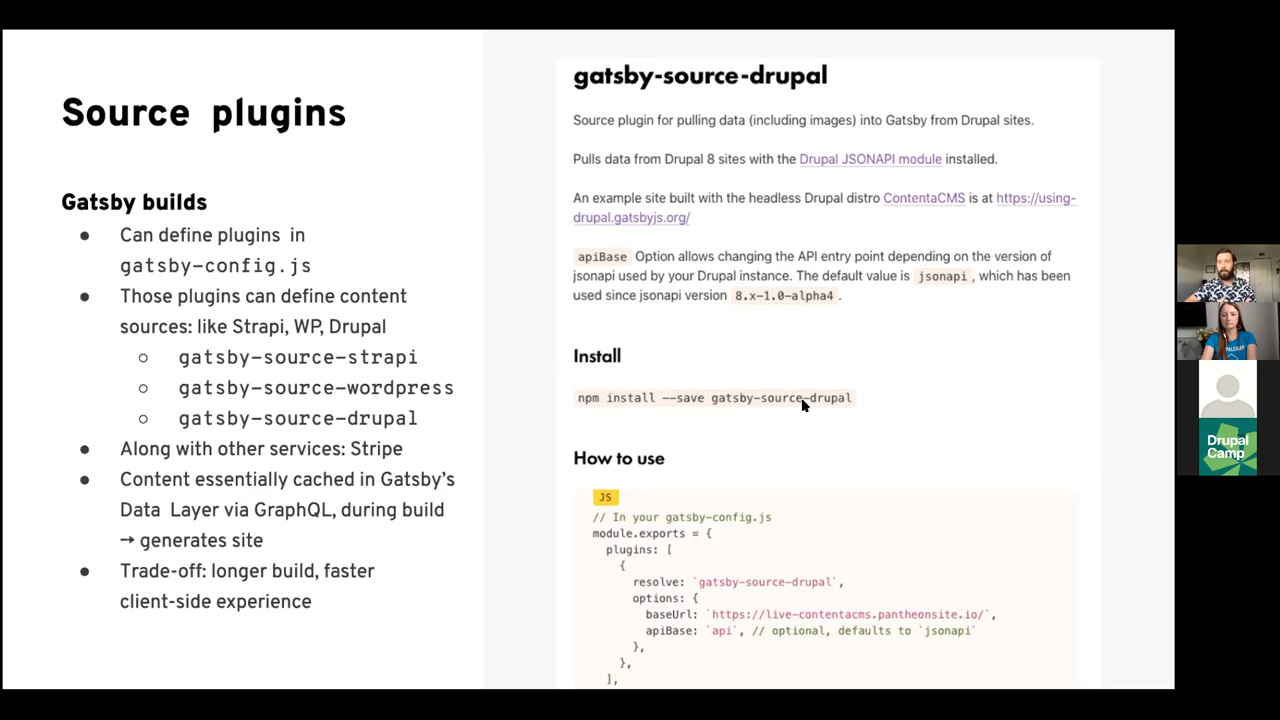 Source plugins
Gatsby builds
● Can define plugins in
gatsby-config.js
● Those plugins can define content
sources: like Strapi, WP, Drupal
○ gatsby-source-strapi
○ gatsby-source-wordpress
○ gatsby-source-drupal
● Along with other services: Stripe
● Content essentially cached in Gatsby’s
Data Layer via GraphQL, during build
→ generates site
● Trade-off: longer build, faster
client-side experience
gatsby-source-drupal
Source plugin for pulling data (including images) into Gatsby from Drupal sites.
Pulls data from Drupal 8 sites with the Drupal JSONAPI module installed.
An example site built with the headless Drupal distro ContentaCMS is at https://using-
drupal.gatsbyjs.org/
apiBase Option allows changing the API entry point depending on the version of
jsonapi used by your Drupal instance. The default value is jsonapi, which has been
used since jsonapi version 8.x-1.0-alpha4.
Install
npm install --save gatsby-source-drupal
How to use
JS
// In your gatsby-config.js
module.exports = {
plugins: [
{
resolve: `gatsby-source-drupal`,
options: {
baseUrl: `https://live-contentacms.pantheonsite.io/`,
apiBase: `api`, // optional, defaults to `jsonapi`
},
},
],
Drupal
Camp